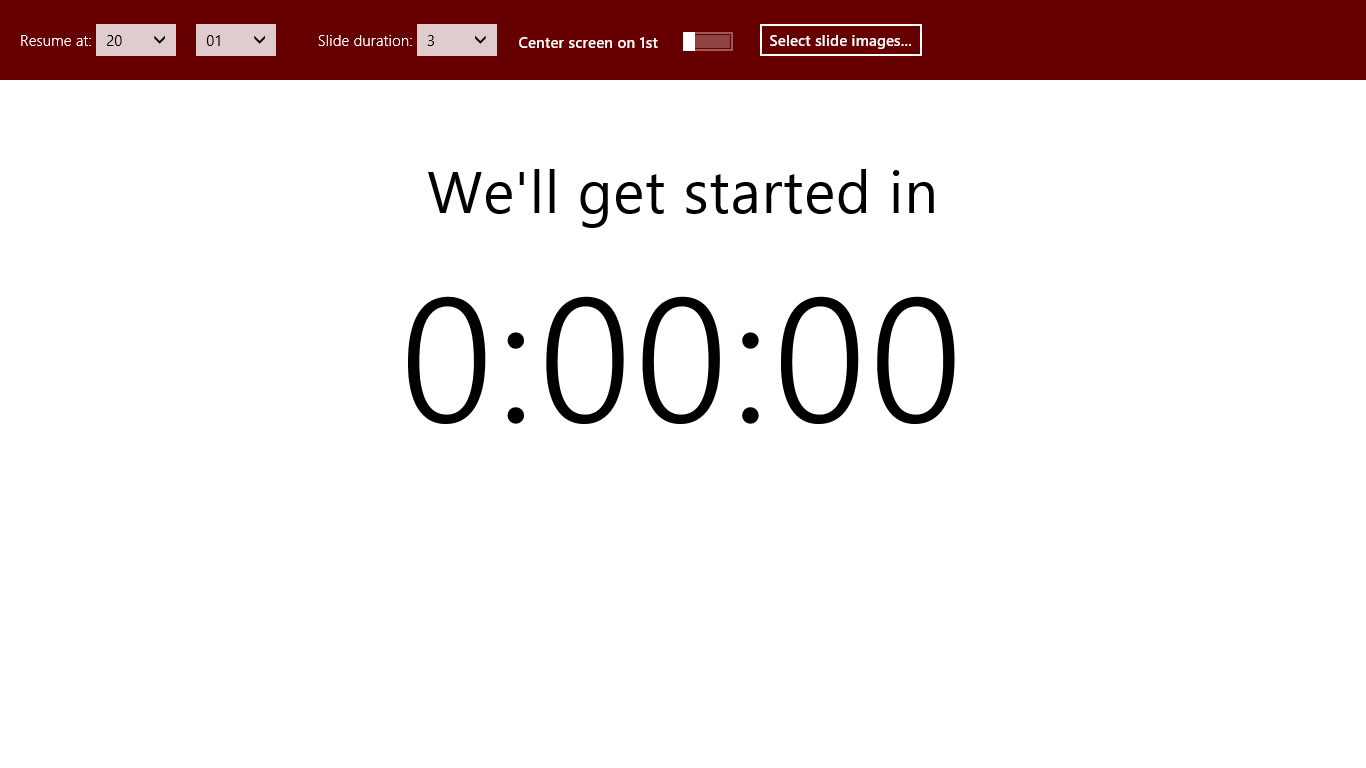 Resume at: 20 01 Slide duration: 3 Center screen on 1st Select slide images...
We'll get started in
0:00:00